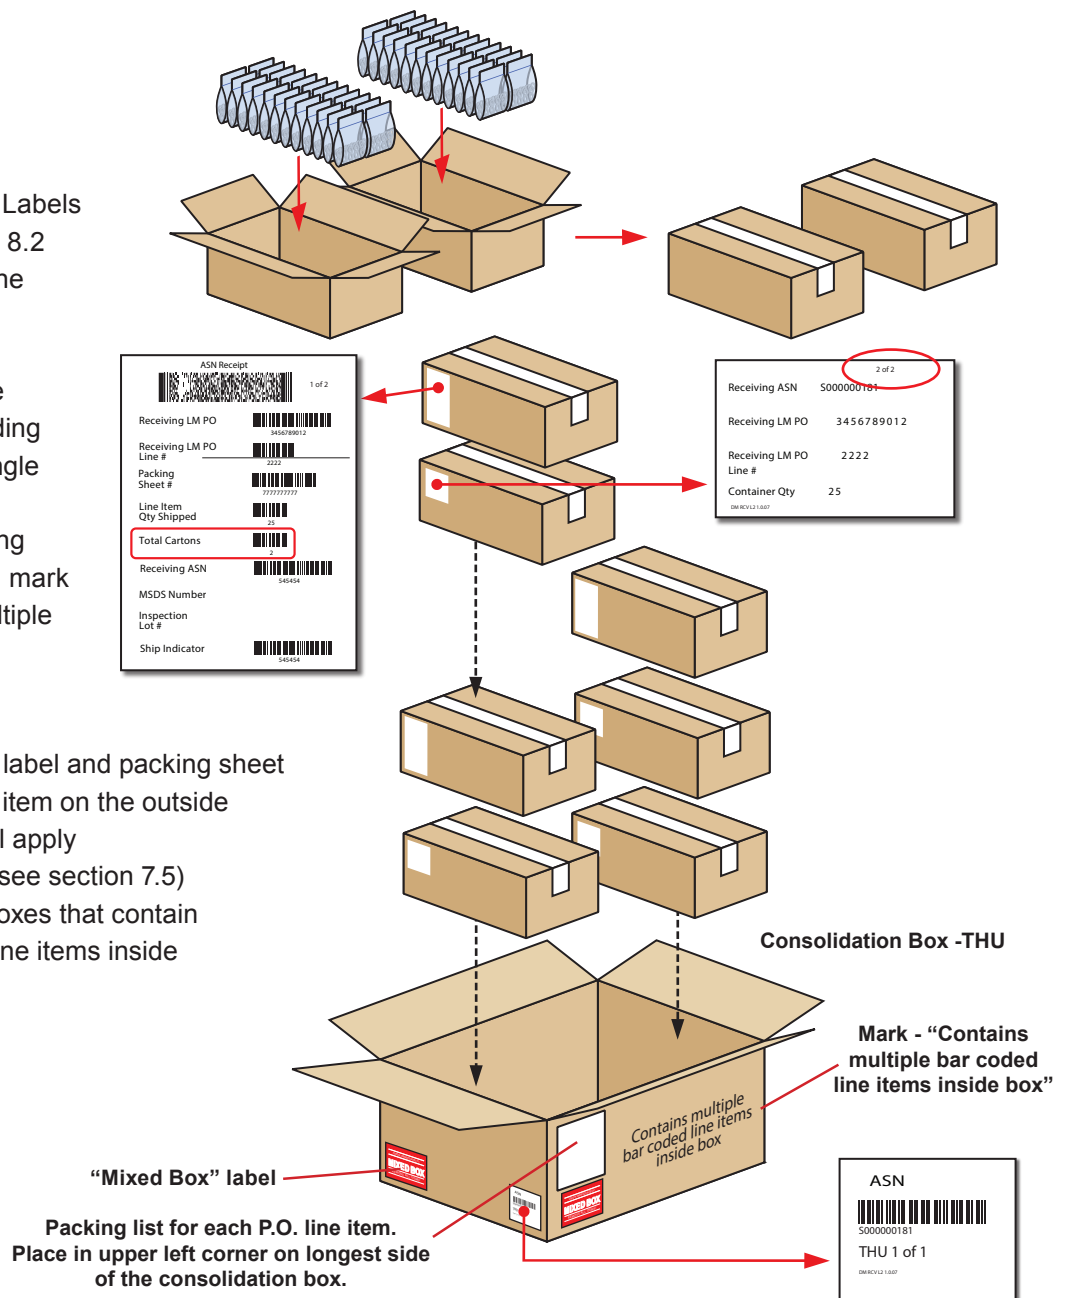 Labels
8.2
ASN Receipt
1 of 2
Receiving LM PO
3456789012
Receiving LM PO
Line #
2222
Packing
Sheet #
7777777777
Line Item
Qty Shipped
25
Total Cartons
2
Receiving ASN
545454
MSDS Number
Inspection
Lot #
Ship Indicator
545454
2 of 2
Receiving ASN S000000181
Receiving LM PO 3456789012
Receiving LM PO 2222
Line #
Container Qty 25
DM RCV L2 1.0.07
mark
label and packing sheet
item on the outside
apply
see section 7.5)
that contain
line items inside
Consolidation Box -THU
Mark - “Contains
multiple bar coded
line items inside box”
Contains multiple
bar coded line items
inside box
“Mixed Box” label
MIXED BOX
MIXED BOX
ASN
Packing list for each P.O. line item.
Place in upper left corner on longest side
of the consolidation box.
ASN
S000000181
THU 1 of 1
DM RCV L2 1.0.07